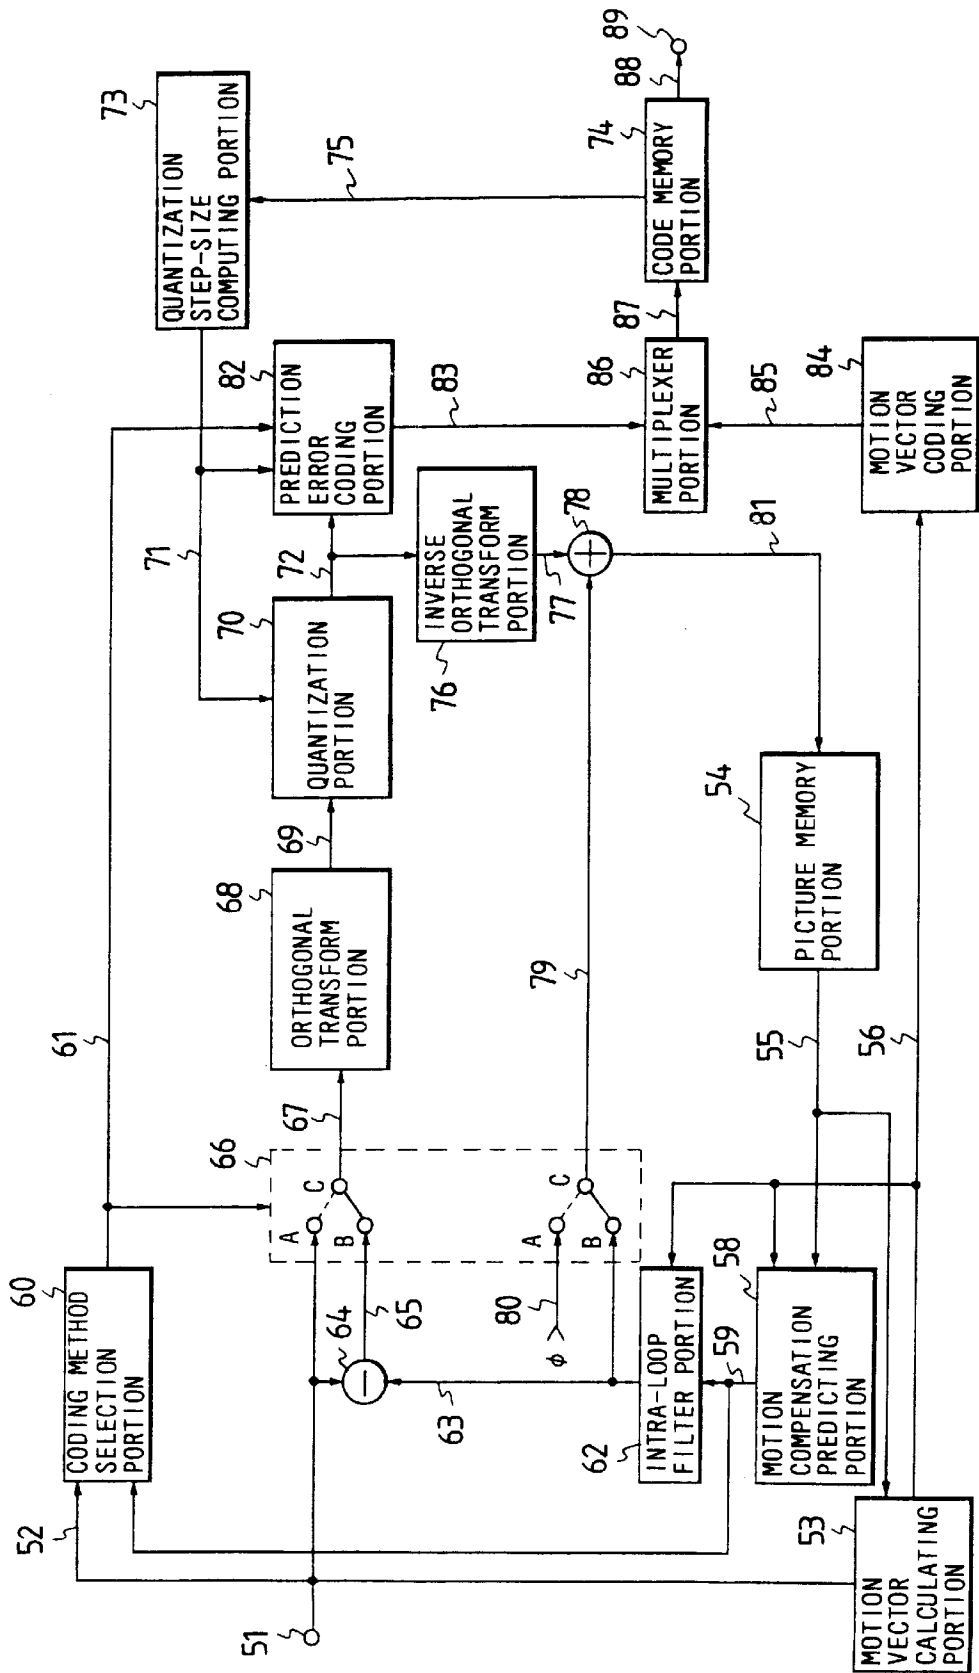 51
52
60
CODING METHOD
SELECTION
PORTION
61
73
QUANTIZATION
STEP-SIZE
COMPUTING PORTION
71
75
66
A
B
C
67
68
ORTHOGONAL
TRANSFORM
PORTION
69
70
QUANTIZATION
PORTION
72
82
PREDICTION
ERROR
CODING
PORTION
83
64
65
63
80
φ
A
B
C
79
76
INVERSE
ORTHOGONAL
TRANSFORM
PORTION
77
78
81
62
INTRA-LOOP
FILTER PORTION
59
58
MOTION
COMPENSATION
PREDICTING
PORTION
54
PICTURE MEMORY
PORTION
55
86
MULTIPLEXER
PORTION
87
74
CODE MEMORY
PORTION
88
89
85
53
MOTION
VECTOR
CALCULATING
PORTION
56
84
MOTION
VECTOR
CODING
PORTION